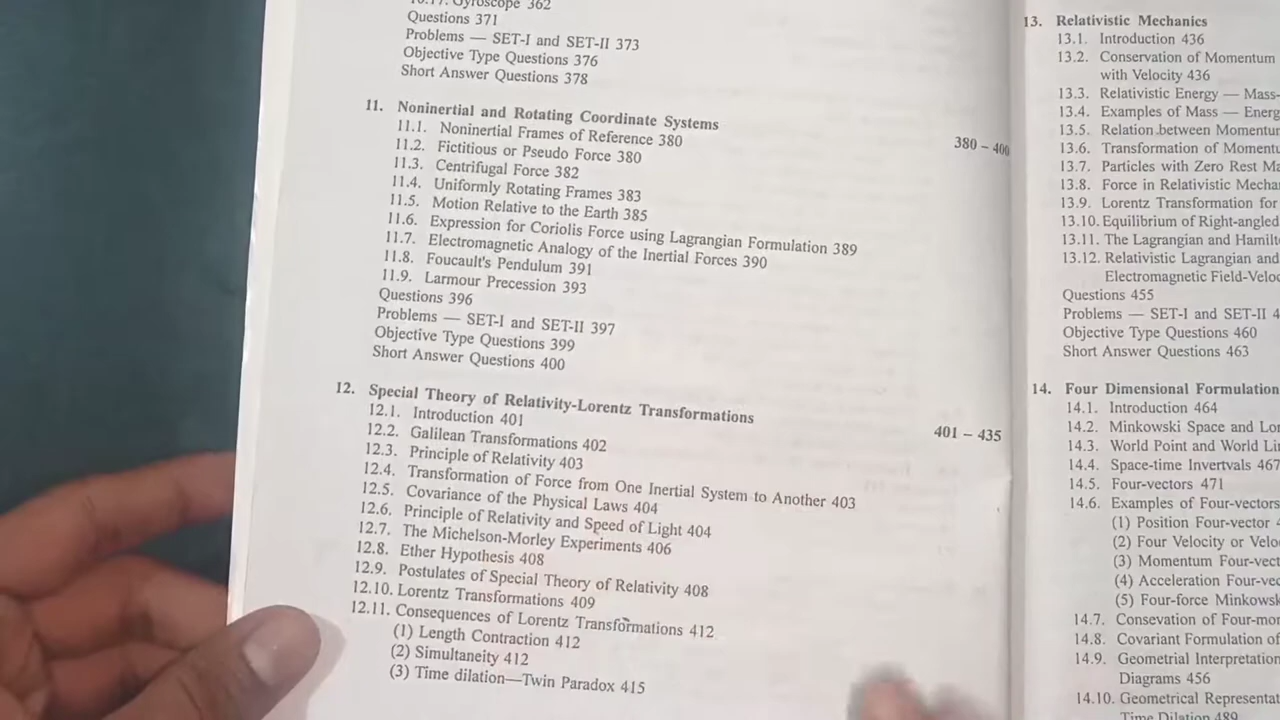 10.17. Gyroscope 362
Questions 371
Problems — SET-I and SET-II 373
Objective Type Questions 376
Short Answer Questions 378
11. Noninertial and Rotating Coordinate Systems 380 – 400
11.1. Noninertial Frames of Reference 380
11.2. Fictitious or Pseudo Force 380
11.3. Centrifugal Force 382
11.4. Uniformly Rotating Frames 383
11.5. Motion Relative to the Earth 385
11.6. Expression for Coriolis Force using Lagrangian Formulation 389
11.7. Electromagnetic Analogy of the Inertial Forces 390
11.8. Foucault's Pendulum 391
11.9. Larmour Precession 393
Questions 396
Problems — SET-I and SET-II 397
Objective Type Questions 399
Short Answer Questions 400
12. Special Theory of Relativity-Lorentz Transformations 401 – 435
12.1. Introduction 401
12.2. Galilean Transformations 402
12.3. Principle of Relativity 403
12.4. Transformation of Force from One Inertial System to Another 403
12.5. Covariance of the Physical Laws 404
12.6. Principle of Relativity and Speed of Light 404
12.7. The Michelson-Morley Experiments 406
12.8. Ether Hypothesis 408
12.9. Postulates of Special Theory of Relativity 408
12.10. Lorentz Transformations 409
12.11. Consequences of Lorentz Transformations 412
(1) Length Contraction 412
(2) Simultaneity 412
(3) Time dilation—Twin Paradox 415
13. Relativistic Mechanics
13.1. Introduction 436
13.2. Conservation of Momentum
with Velocity 436
13.3. Relativistic Energy — Mass-
13.4. Examples of Mass — Energ
13.5. Relation between Momentu
13.6. Transformation of Momentu
13.7. Particles with Zero Rest Ma
13.8. Force in Relativistic Mecha
13.9. Lorentz Transformation for
13.10. Equilibrium of Right-angled
13.11. The Lagrangian and Hamilt
13.12. Relativistic Lagrangian and
Electromagnetic Field-Veloc
Questions 455
Problems — SET-I and SET-II 4
Objective Type Questions 460
Short Answer Questions 463
14. Four Dimensional Formulation
14.1. Introduction 464
14.2. Minkowski Space and Lor
14.3. World Point and World Li
14.4. Space-time Invertvals 467
14.5. Four-vectors 471
14.6. Examples of Four-vectors
(1) Position Four-vector
(2) Four Velocity or Velo
(3) Momentum Four-vect
(4) Acceleration Four-vec
(5) Four-force Minkowsk
14.7. Consevation of Four-mor
14.8. Covariant Formulation of
14.9. Geometrial Interpretation
Diagrams 456
14.10. Geometrical Representat
Time Dilation 489